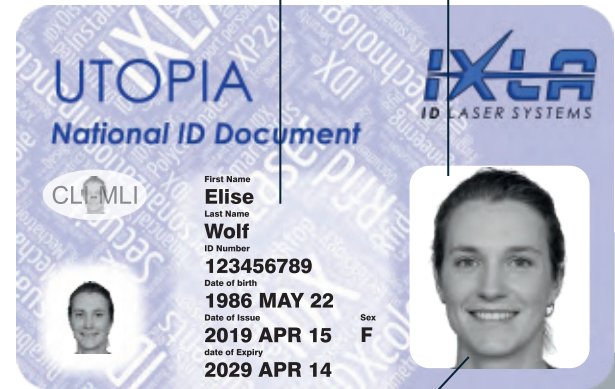 UTOPIA
National ID Document
IXLA
ID LASER SYSTEMS
CLI-MLI
First Name
Elise
Last Name
Wolf
ID Number
123456789
Date of birth
1986 MAY 22
Date of Issue Sex
2019 APR 15 F
date of Expiry
2029 APR 14